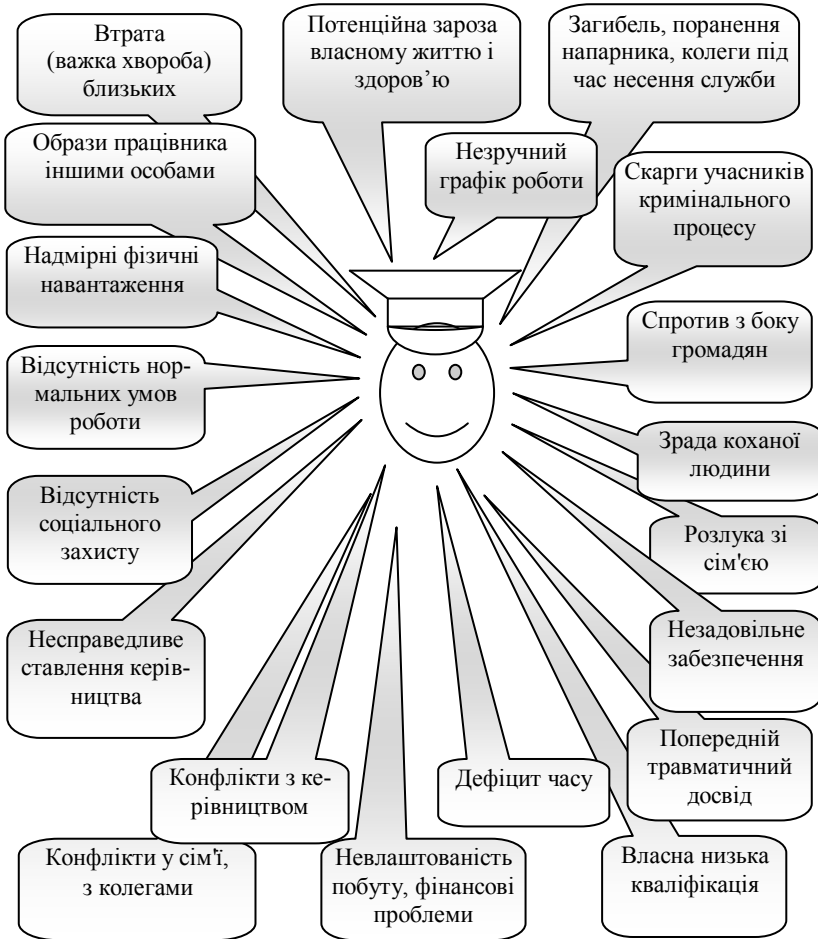 Втрата
(важка хвороба)
близьких
Потенційна зароза
власному життю і
здоров’ю
Загибель, поранення
напарника, колеги під
час несення служби
Образи працівника
іншими особами
Незручний
графік роботи
Скарги учасників
кримінального
процесу
Надмірні фізичні
навантаження
Спротив з боку
громадян
Відсутність нор-
мальних умов
роботи
Зрада коханої
людини
Відсутність
соціального
захисту
Розлука зі
сім'єю
Несправедливе
ставлення керів-
ництва
Незадовільне
забезпечення
Попередній
травматичний
досвід
Конфлікти з ке-
рівництвом
Дефіцит часу
Конфлікти у сім'ї,
з колегами
Невлаштованість
побуту, фінансові
проблеми
Власна низька
кваліфікація